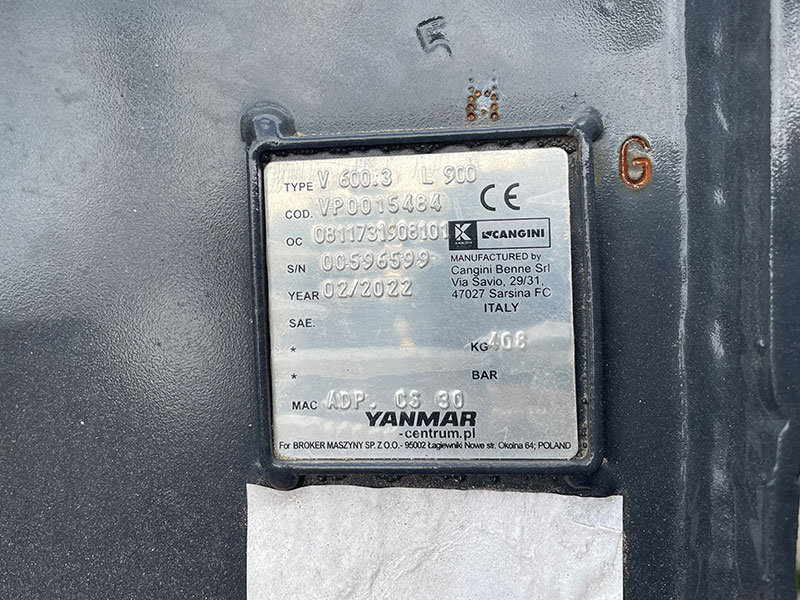 G
TYPE V 600.3 L 900
COD. VP0015484
OC 0811731908101
S/N 00596599
YEAR 02/2022
SAE.
*
KG 408
*
BAR
MAC ADP. CS 30
CE
CANGINI
MANUFACTURED by
Cangini Benne Srl
Via Savio, 29/31,
47027 Sarsina FC
ITALY
YANMAR
-centrum.pl
For BROKER MASZYNY SP. Z O.O.- 95002 Łagiewniki Nowe str. Okolna 64; POLAND